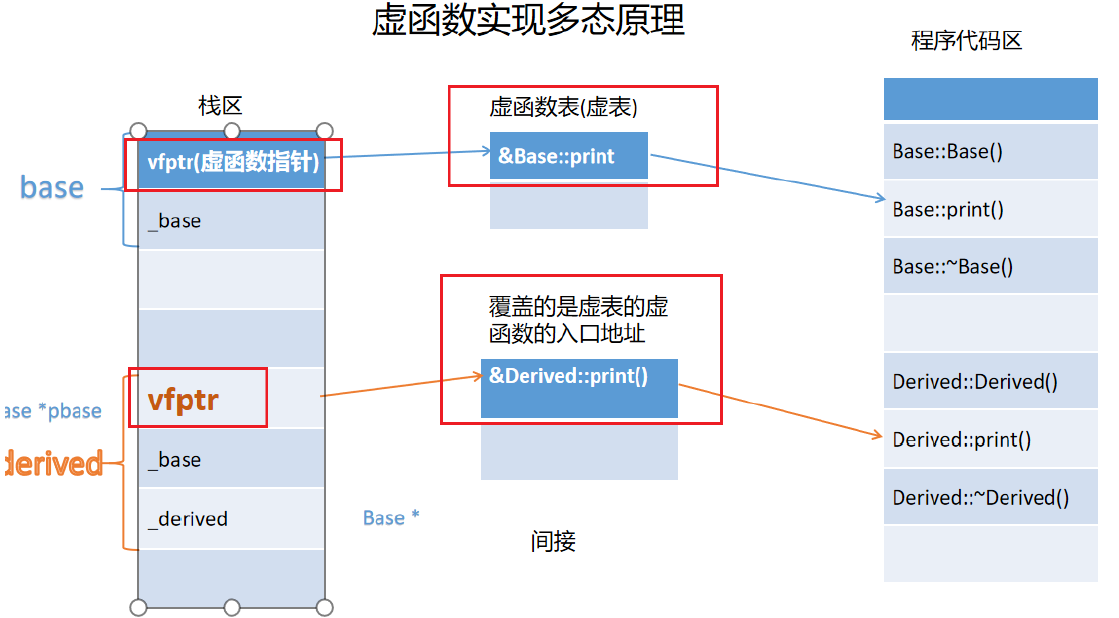 虚函数实现多态原理
程序代码区
栈区
虚函数表(虚表)
vfptr(虚函数指针)
&Base::print
base
_base
Base::Base()
Base::print()
Base::~Base()
覆盖的是虚表的虚
函数的入口地址
&Derived::print()
vfptr
ase *pbase
derived
_base
_derived
Base *
间接
Derived::Derived()
Derived::print()
Derived::~Derived()